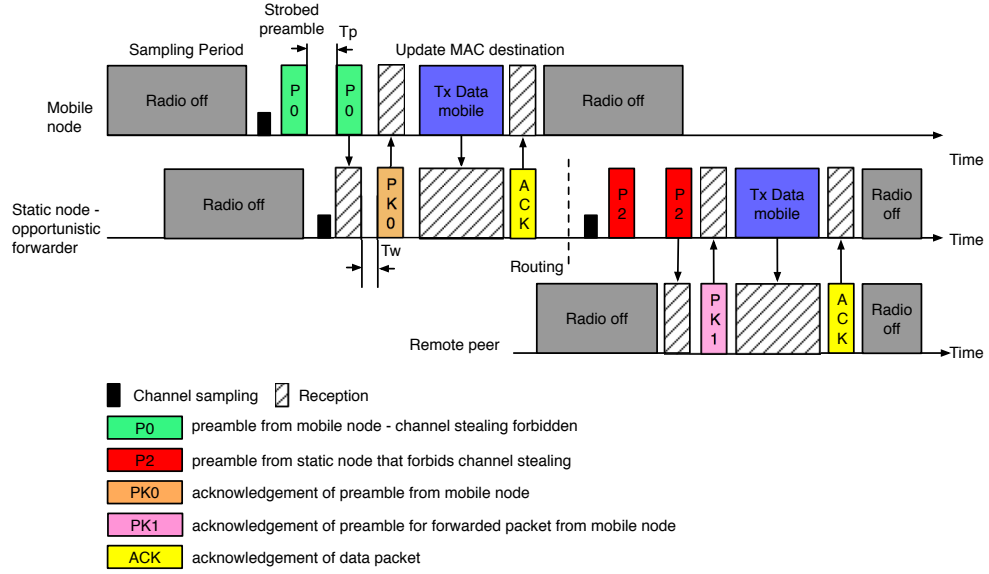 Strobed
preamble
Tp
Sampling Period
Update MAC destination
Radio off
P
0
P
0
Tx Data
mobile
Radio off
Mobile
node
Time
Radio off
P
K
0
A
C
K
P
2
P
2
Tx Data
mobile
Radio
off
Static node -
opportunistic
forwarder
Time
Tw
Routing
Radio off
P
K
1
A
C
K
Radio
off
Remote peer
Time
Channel sampling
Reception
P0 preamble from mobile node - channel stealing forbidden
P2 preamble from static node that forbids channel stealing
PK0 acknowledgement of preamble from mobile node
PK1 acknowledgement of preamble for forwarded packet from mobile node
ACK acknowledgement of data packet